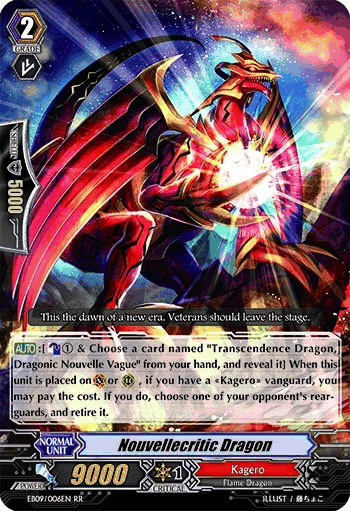 2
GRADE
SHIELD
5000
This the dawn of a new era. Veterans should leave the stage.
AUTO :[ 1 & Choose a card named "Transcendence Dragon,
Dragonic Nouvelle Vague" from your hand, and reveal it] When this
unit is placed on V or R , if you have a «Kagero» vanguard, you
may pay the cost. If you do, choose one of your opponent's rear-
guards, and retire it.
NORMAL
UNIT
Nouvellecritic Dragon
POWER
9000
1
CRITICAL
Kagero
Flame Dragon
EB09/006EN RR
ILLUST / 藤ちょこ